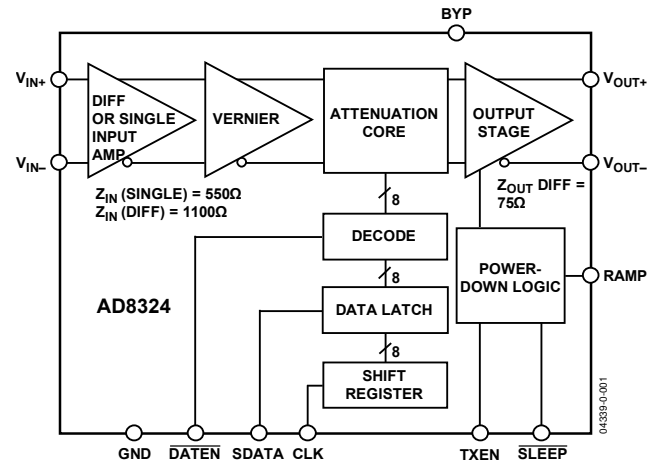 BYP
VIN+
VOUT+
DIFF
OR SINGLE
INPUT
AMP
VERNIER
ATTENUATION
CORE
OUTPUT
STAGE
VIN–
VOUT–
ZIN (SINGLE) = 550Ω
ZIN (DIFF) = 1100Ω
8
ZOUT DIFF =
75Ω
DECODE
8
POWER-
DOWN LOGIC
RAMP
AD8324
DATA LATCH
8
SHIFT
REGISTER
04339-0-001
GND
DATEN
SDATA
CLK
TXEN
SLEEP